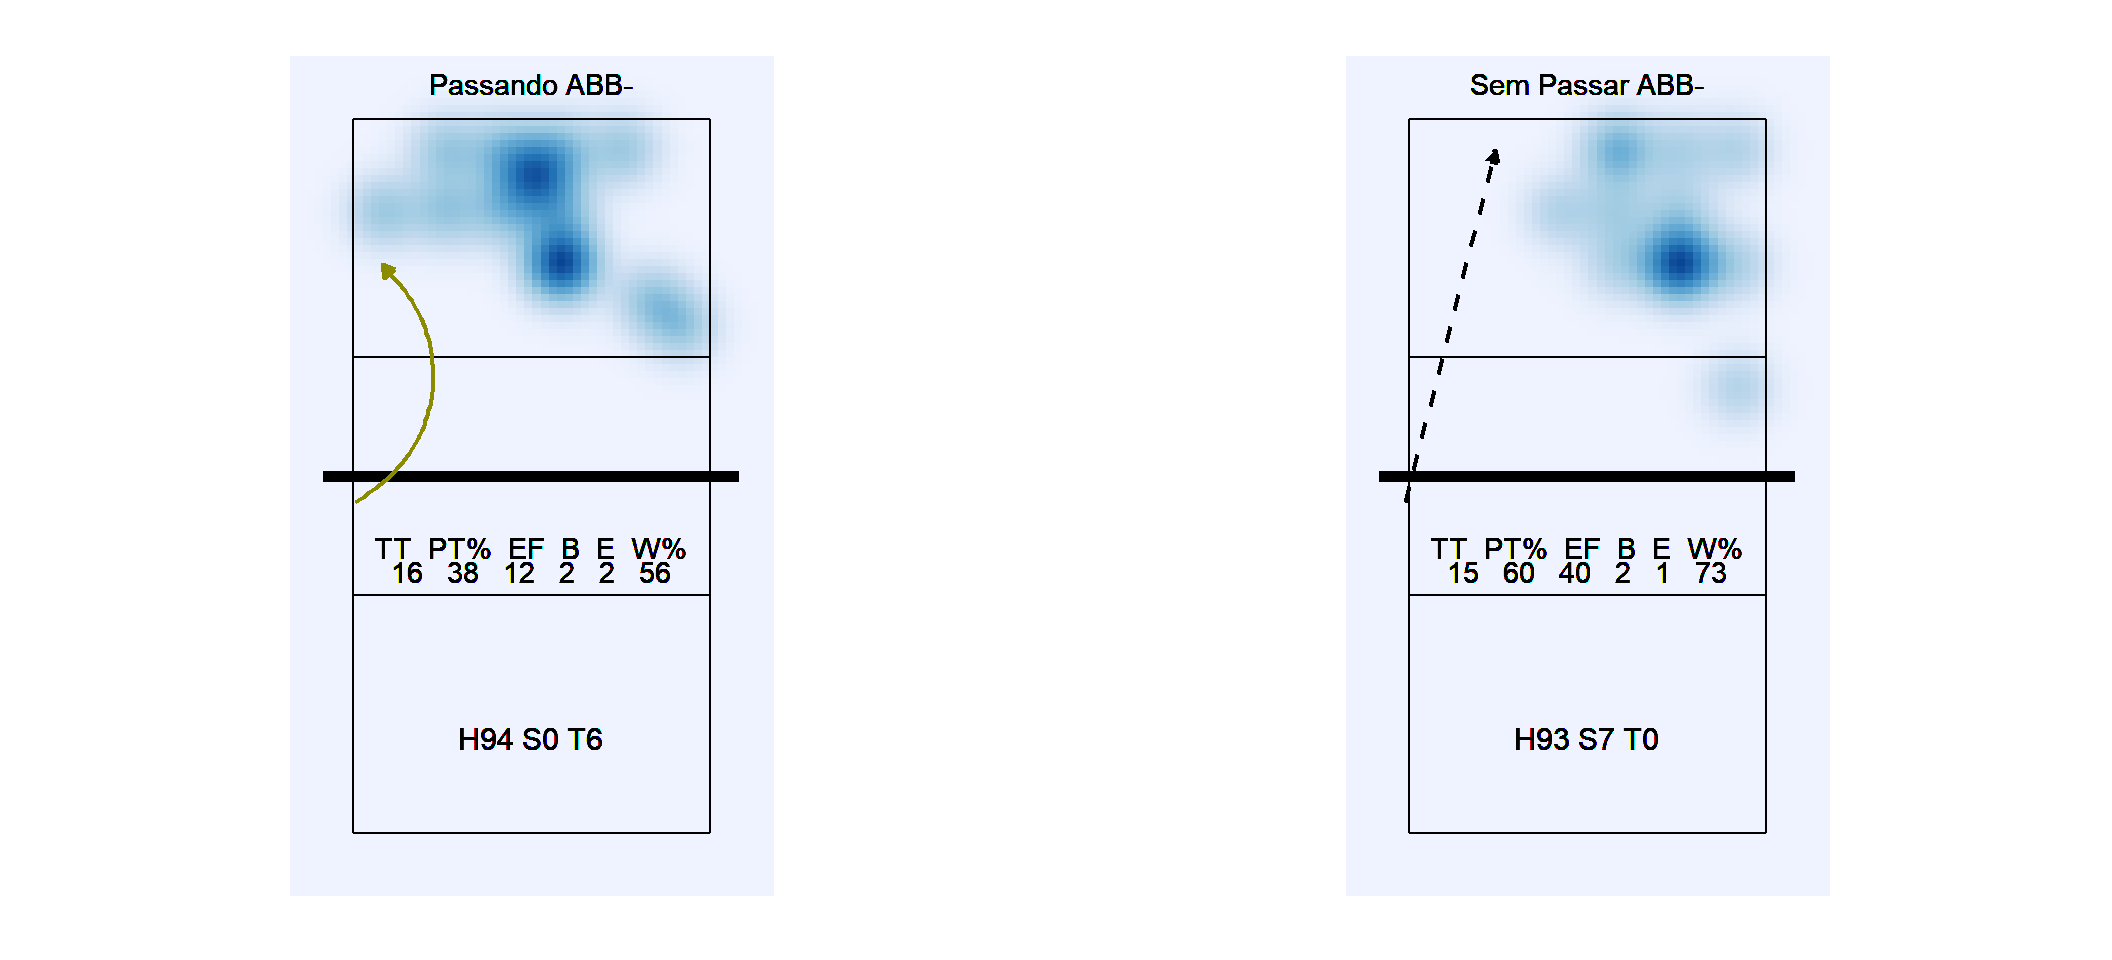 Passando ABB-
TT PT% EF B E W%
16 38 12 2 2 56
H94 S0 T6
Sem Passar ABB-
TT PT% EF B E W%
15 60 40 2 1 73
H93 S7 T0